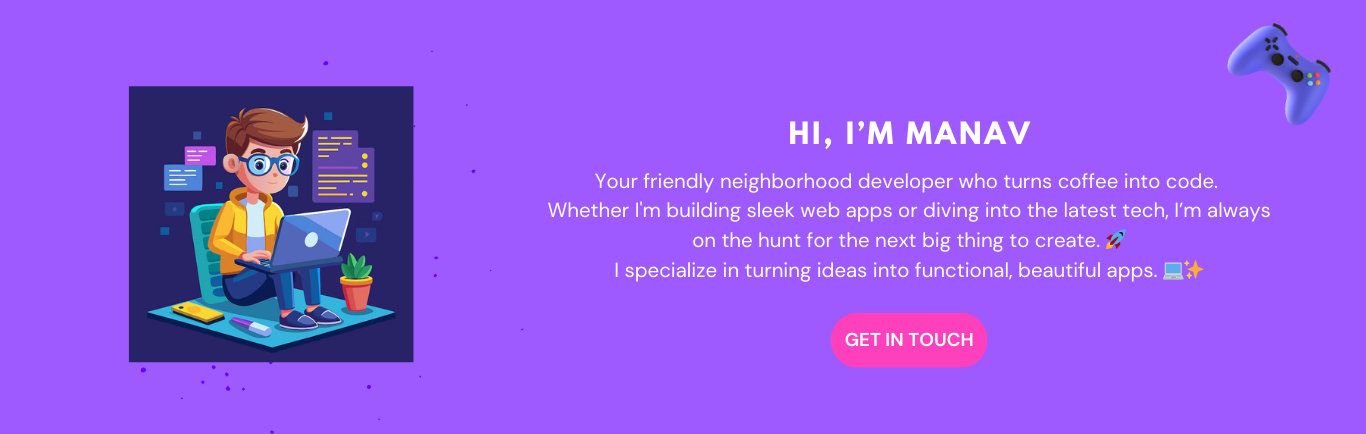 HI, I’M MANAV
Your friendly neighborhood developer who turns coffee into code.
Whether I'm building sleek web apps or diving into the latest tech, I’m always
on the hunt for the next big thing to create. 🚀
I specialize in turning ideas into functional, beautiful apps. 💻✨
GET IN TOUCH